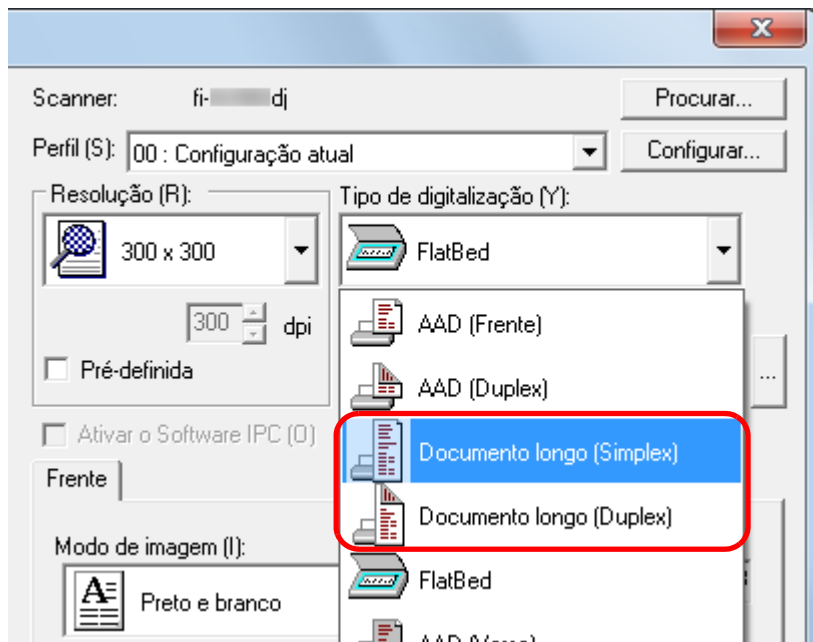 Scanner: fi- dj Procurar...
Perfil (S): 00 : Configuração atual Configurar...
Resolução (R): Tipo de digitalização (Y):
300 x 300 FlatBed
300 dpi AAD (Frente)
Pré-definida ...
AAD (Duplex)
Ativar o Software IPC (O) Documento longo (Simplex)
Frente
Documento longo (Duplex)
Modo de imagem (I):
FlatBed
Preto e branco